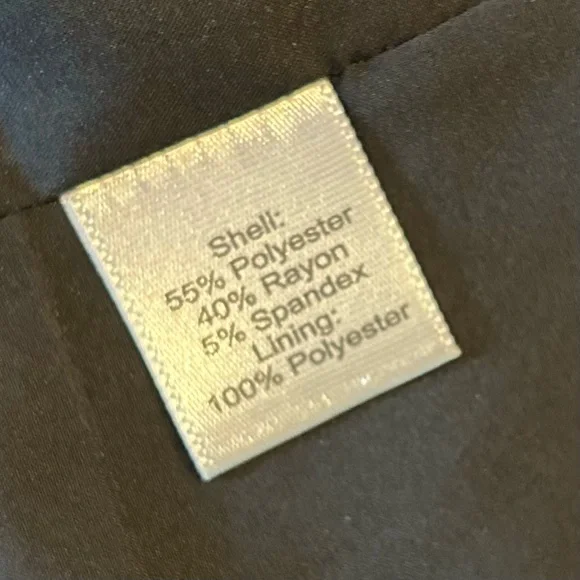 Shell:
55% Polyester
40% Rayon
5% Spandex
Lining:
100% Polyester